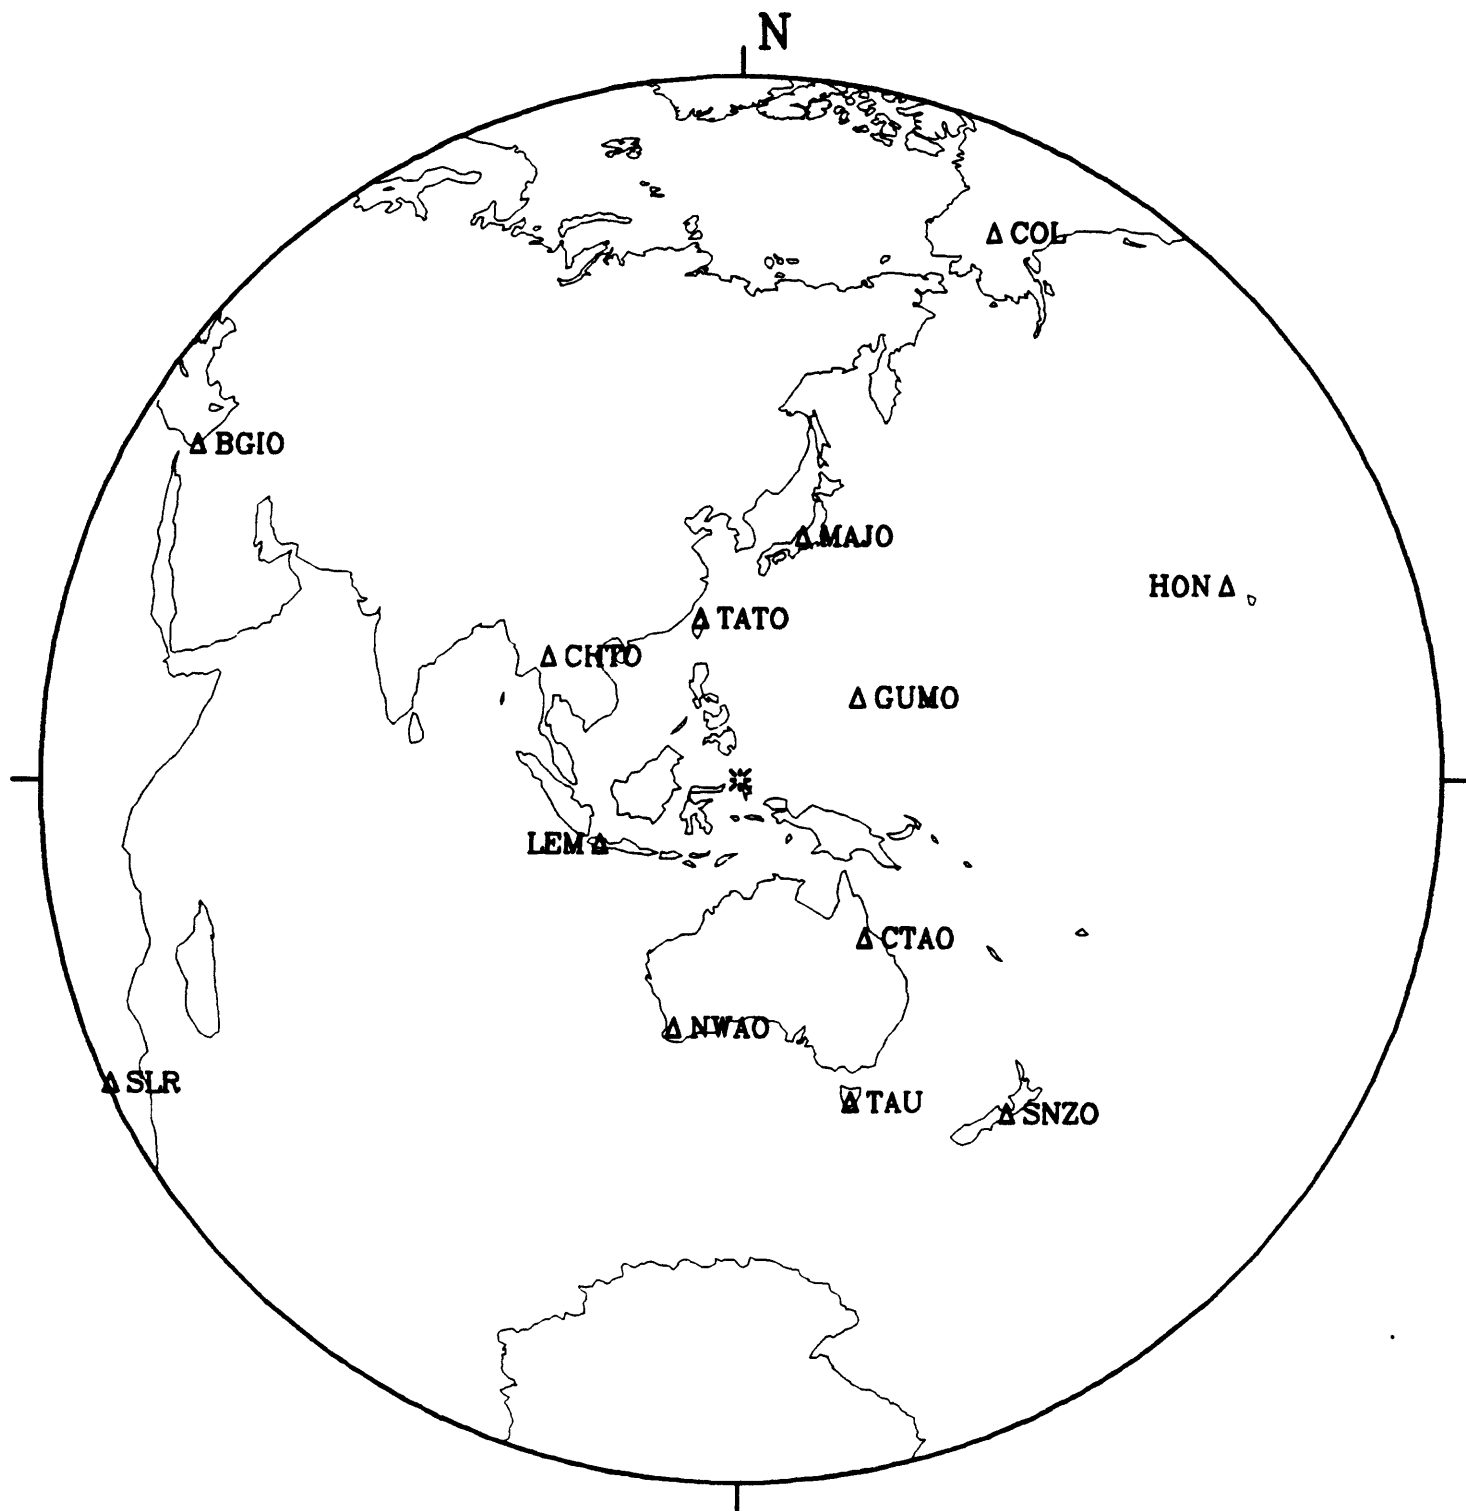 N
COL
BGIO
MAJO
HON
TATO
CHTO
GUMO
LEM
CTAO
NWAO
SLR
TAU
SNZO